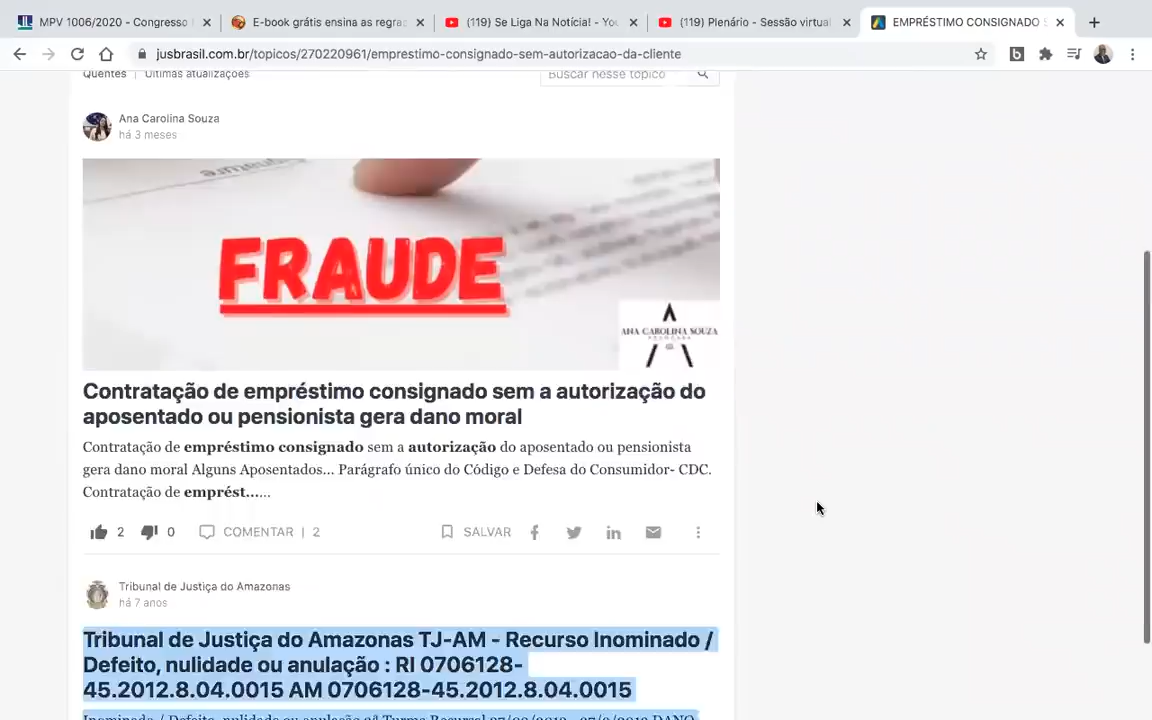 MPV 1006/2020 - Congresso
E-book grátis ensina as regra
(119) Se Liga Na Notícia! - You
(119) Plenário - Sessão virtual
EMPRÉSTIMO CONSIGNADO S
jusbrasil.com.br/topicos/270220961/emprestimo-consignado-sem-autorizacao-da-cliente
Quentes | Últimas atualizações
Buscar nesse tópico
Ana Carolina Souza
há 3 meses
FRAUDE
ANA CAROLINA SOUZA
Contratação de empréstimo consignado sem a autorização do
aposentado ou pensionista gera dano moral
Contratação de empréstimo consignado sem a autorização do aposentado ou pensionista
gera dano moral Alguns Aposentados... Parágrafo único do Código e Defesa do Consumidor- CDC.
Contratação de emprést......
2 0 COMENTAR | 2 SALVAR
Tribunal de Justiça do Amazonas
há 7 anos
Tribunal de Justiça do Amazonas TJ-AM - Recurso Inominado /
Defeito, nulidade ou anulação : RI 0706128-
45.2012.8.04.0015 AM 0706128-45.2012.8.04.0015